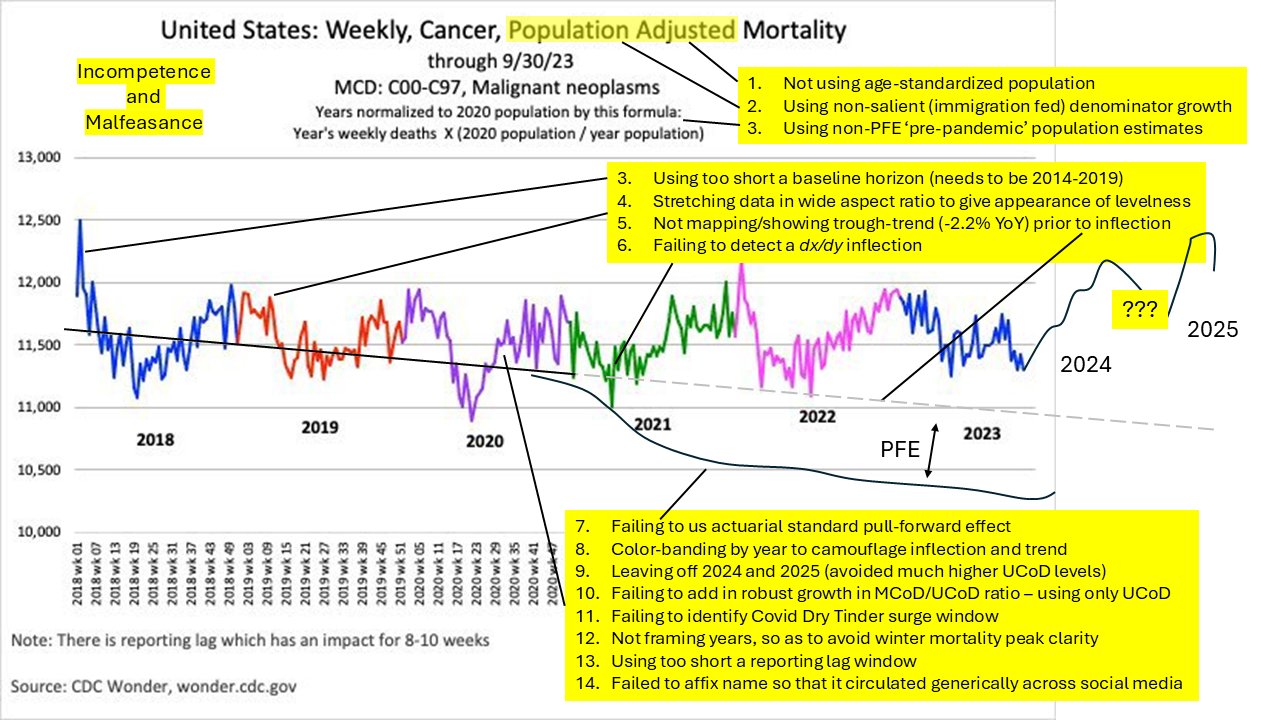 United States: Weekly, Cancer, Population Adjusted Mortality
through 9/30/23
MCD: C00-C97, Malignant neoplasms
Years normalized to 2020 population by this formula:
Year's weekly deaths X (2020 population / year population)
Incompetence
and
Malfeasance
1. Not using age-standardized population
2. Using non-salient (immigration fed) denominator growth
3. Using non-PFE ‘pre-pandemic’ population estimates
3. Using too short a baseline horizon (needs to be 2014-2019)
4. Stretching data in wide aspect ratio to give appearance of levelness
5. Not mapping/showing trough-trend (-2.2% YoY) prior to inflection
6. Failing to detect a dx/dy inflection
13,000
12,500
12,000
11,500
11,000
10,500
10,000
2018
2019
2020
2021
2022
2023
2024
???
2025
PFE
7. Failing to us actuarial standard pull-forward effect
8. Color-banding by year to camouflage inflection and trend
9. Leaving off 2024 and 2025 (avoided much higher UCoD levels)
10. Failing to add in robust growth in MCoD/UCoD ratio – using only UCoD
11. Failing to identify Covid Dry Tinder surge window
12. Not framing years, so as to avoid winter mortality peak clarity
13. Using too short a reporting lag window
14. Failed to affix name so that it circulated generically across social media
2018 wk 01
2018 wk 07
2018 wk 13
2018 wk 19
2018 wk 25
2018 wk 31
2018 wk 37
2018 wk 43
2018 wk 49
2019 wk 03
2019 wk 09
2019 wk 15
2019 wk 21
2019 wk 27
2019 wk 33
2019 wk 39
2019 wk 45
2019 wk 51
2020 wk 05
2020 wk 11
2020 wk 17
2020 wk 23
2020 wk 29
2020 wk 35
2020 wk 41
2020 wk 47
Note: There is reporting lag which has an impact for 8-10 weeks
Source: CDC Wonder, wonder.cdc.gov